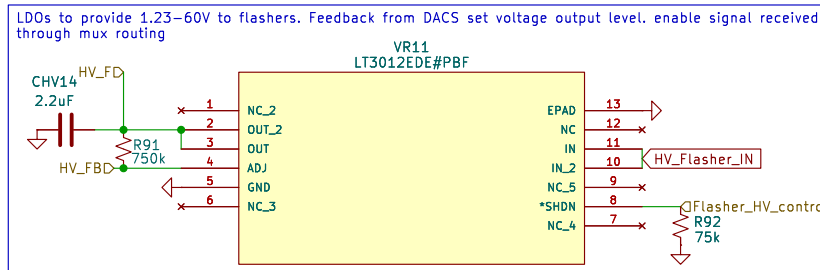 LDOs to provide 1.23-60V to flashers. Feedback from DACS set voltage output level. enable signal received
through mux routing
VR11
LT3012EDE#PBF
HV_F
CHV14
2.2uF
R91
750k
HV_FB
1 NC_2
2 OUT_2
3 OUT
4 ADJ
5 GND
6 NC_3
EPAD 13
NC 12
IN 11
IN_2 10
NC_5 9
*SHDN 8
NC_4 7
HV_Flasher_IN
Flasher_HV_contro
R92
75k